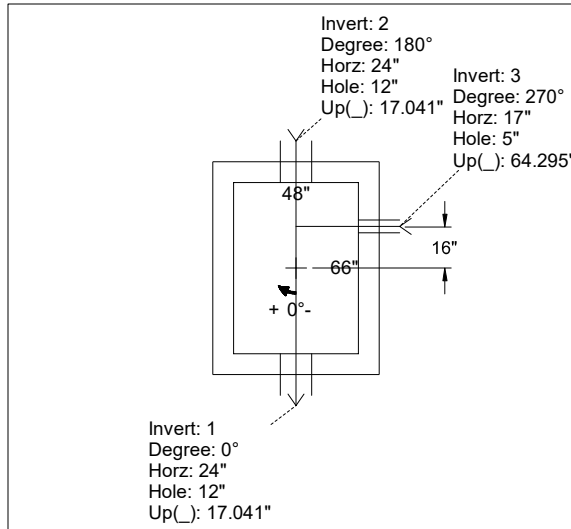 Invert: 2
Degree: 180°
Horz: 24"
Hole: 12"
Up(_): 17.041"
Invert: 3
Degree: 270°
Horz: 17"
Hole: 5"
Up(_): 64.295"
48"
16"
66"
+ 0°-
Invert: 1
Degree: 0°
Horz: 24"
Hole: 12"
Up(_): 17.041"